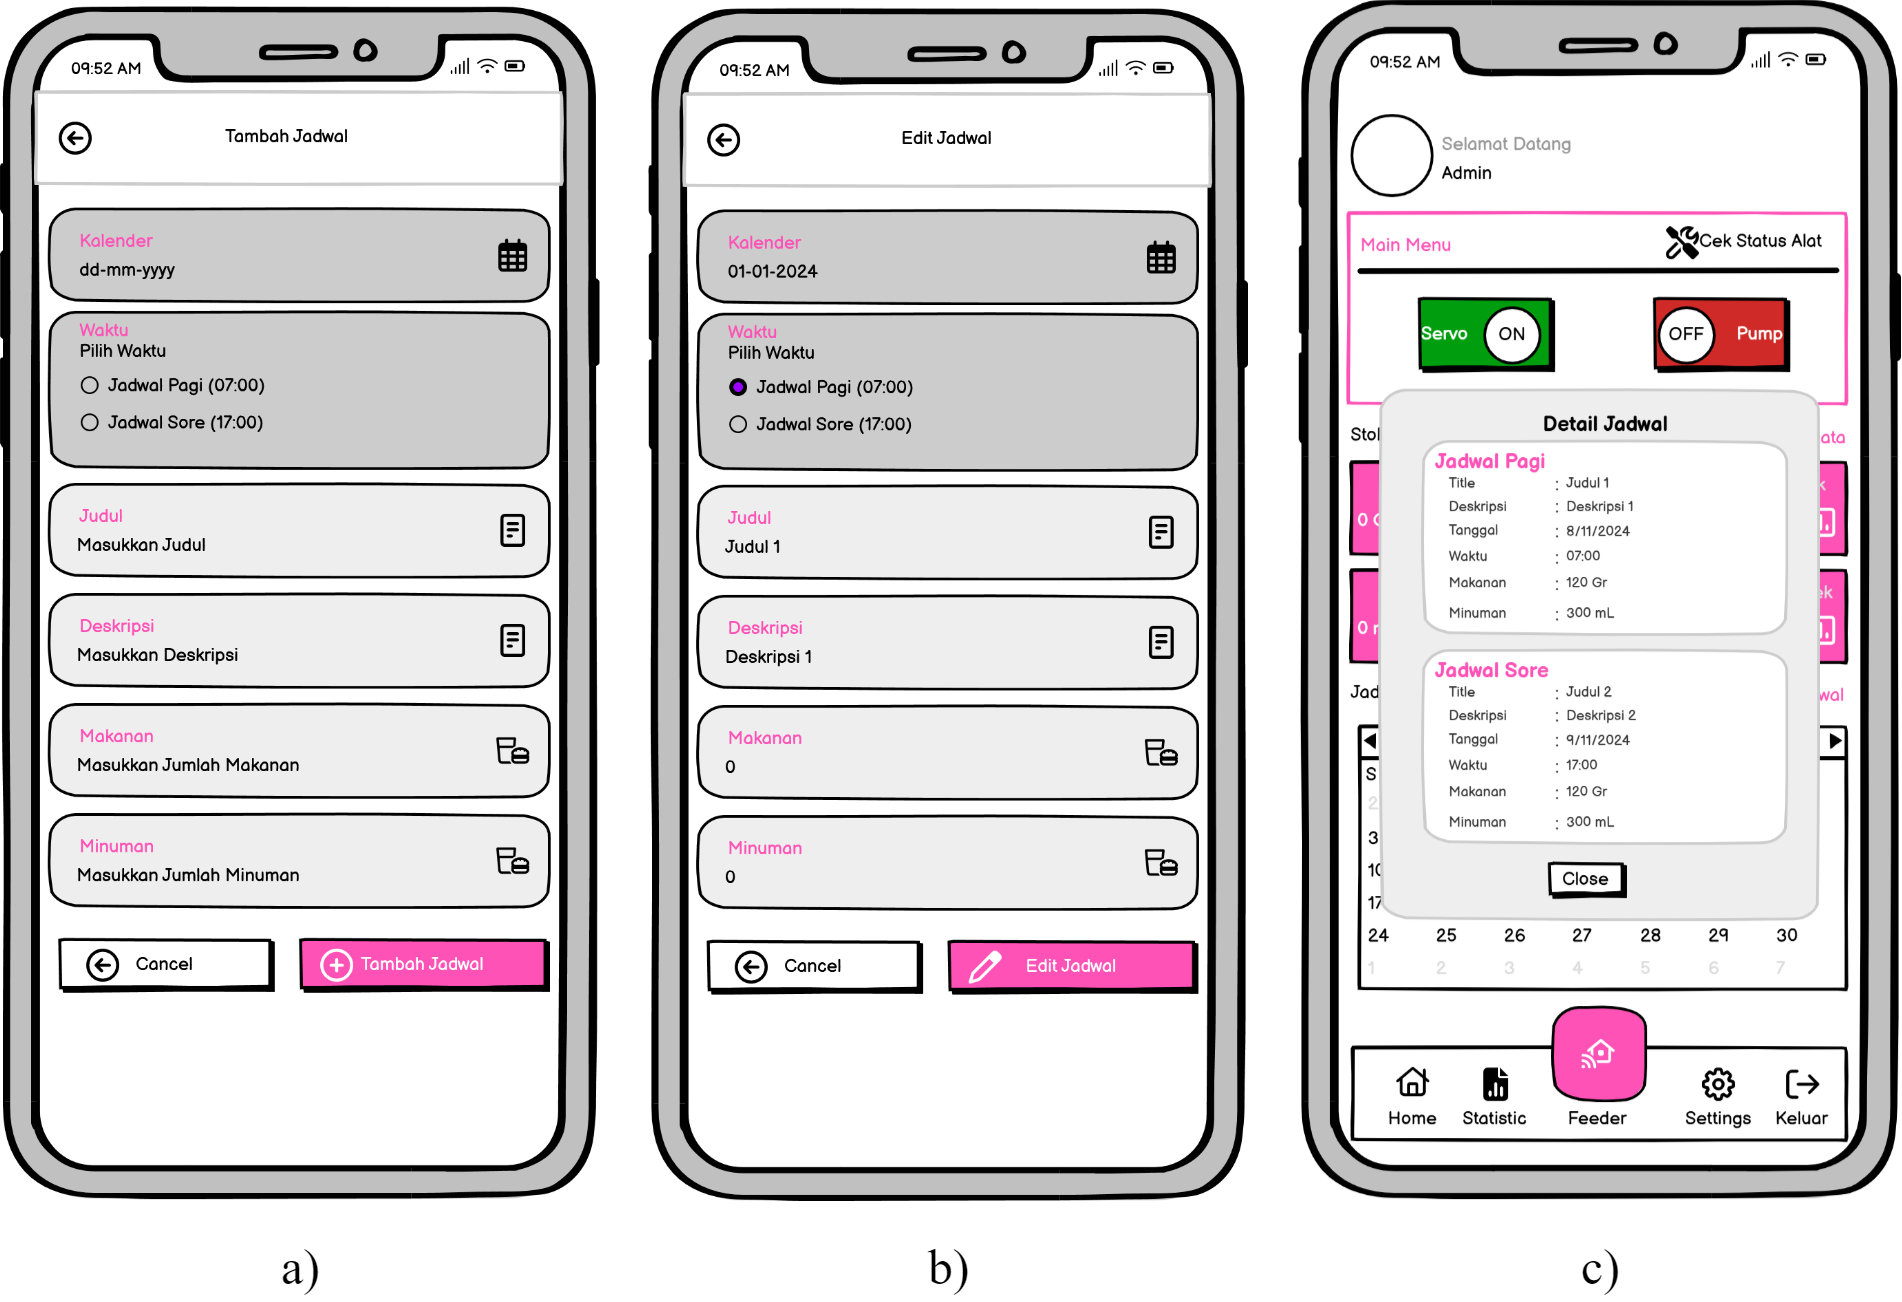 09:52 AM
Tambah Jadwal
Kalender
dd-mm-yyyy
Waktu
Pilih Waktu
Jadwal Pagi (07:00)
Jadwal Sore (17:00)
Judul
Masukkan Judul
Deskripsi
Masukkan Deskripsi
Makanan
Masukkan Jumlah Makanan
Minuman
Masukkan Jumlah Minuman
Cancel
Tambah Jadwal
a)
09:52 AM
Edit Jadwal
Kalender
01-01-2024
Waktu
Pilih Waktu
Jadwal Pagi (07:00)
Jadwal Sore (17:00)
Judul
Judul 1
Deskripsi
Deskripsi 1
Makanan
0
Minuman
0
Cancel
Edit Jadwal
b)
09:52 AM
Selamat Datang
Admin
Main Menu
Cek Status Alat
Servo ON
OFF Pump
Detail Jadwal
Jadwal Pagi
Title : Judul 1
Deskripsi : Deskripsi 1
Tanggal : 8/11/2024
Waktu : 07:00
Makanan : 120 Gr
Minuman : 300 mL
Jadwal Sore
Title : Judul 2
Deskripsi : Deskripsi 2
Tanggal : 9/11/2024
Waktu : 17:00
Makanan : 120 Gr
Minuman : 300 mL
Close
S
3
10
17
24 25 26 27 28 29 30
1 2 3 4 5 6 7
Home Statistic Feeder Settings Keluar
c)